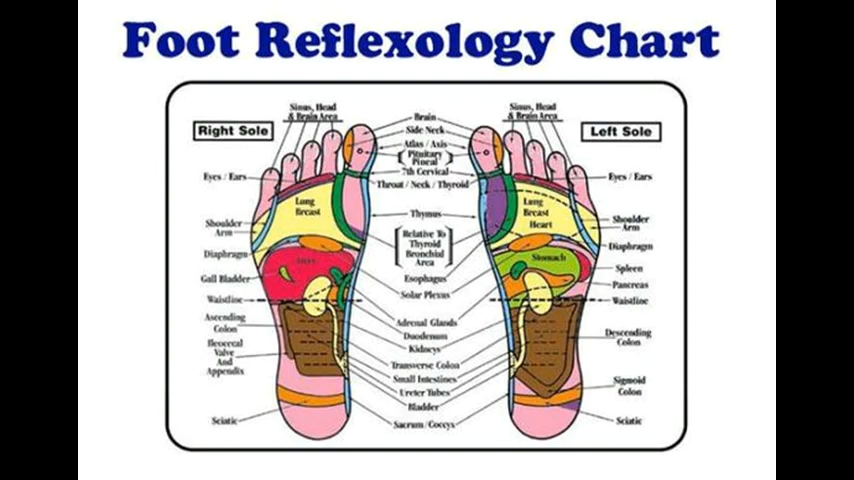 Foot Reflexology Chart
Right Sole
Left Sole
Sinus, Head
& Brain Area
Eyes / Ears
Lung
Breast
Shoulder
Arm
Diaphragm
Liver
Gall Bladder
Waistline
Ascending
Colon
Ileocecal
Valve
And
Appendix
Sciatic
Brain
Side Neck
Atlas / Axis
Pituitary
Pineal
7th Cervical
Throat / Neck / Thyroid
Thymus
Relative To
Thyroid
Bronchial
Area
Esophagus
Solar Plexus
Adrenal Glands
Duodenum
Kidneys
Transverse Colon
Small Intestines
Ureter Tubes
Bladder
Sacrum / Coccyx
Sinus, Head
& Brain Area
Eyes / Ears
Lung
Breast
Heart
Shoulder
Arm
Diaphragm
Stomach
Spleen
Pancreas
Waistline
Descending
Colon
Sigmoid
Colon
Sciatic